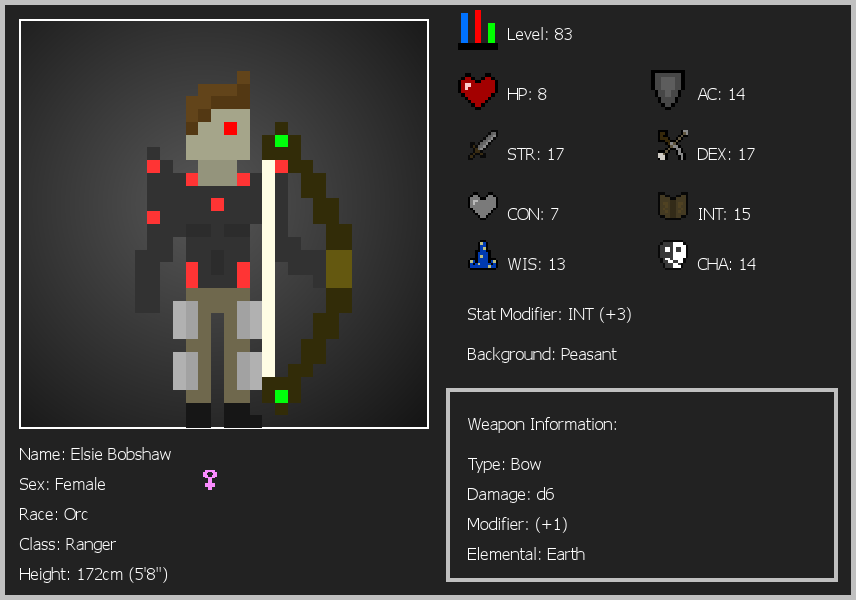 Level: 83
HP: 8
AC: 14
STR: 17
DEX: 17
CON: 7
INT: 15
WIS: 13
CHA: 14
Stat Modifier: INT (+3)
Background: Peasant
Weapon Information:
Type: Bow
Damage: d6
Modifier: (+1)
Elemental: Earth
Name: Elsie Bobshaw
Sex: Female
Race: Orc
Class: Ranger
Height: 172cm (5'8")